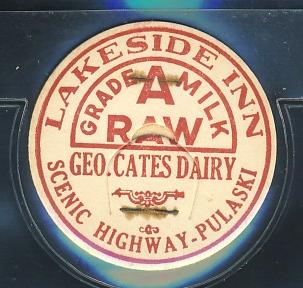 LAKESIDE INN
GRADE A MILK
RAW
GEO. CATES DAIRY
SCENIC HIGHWAY-PULASKI